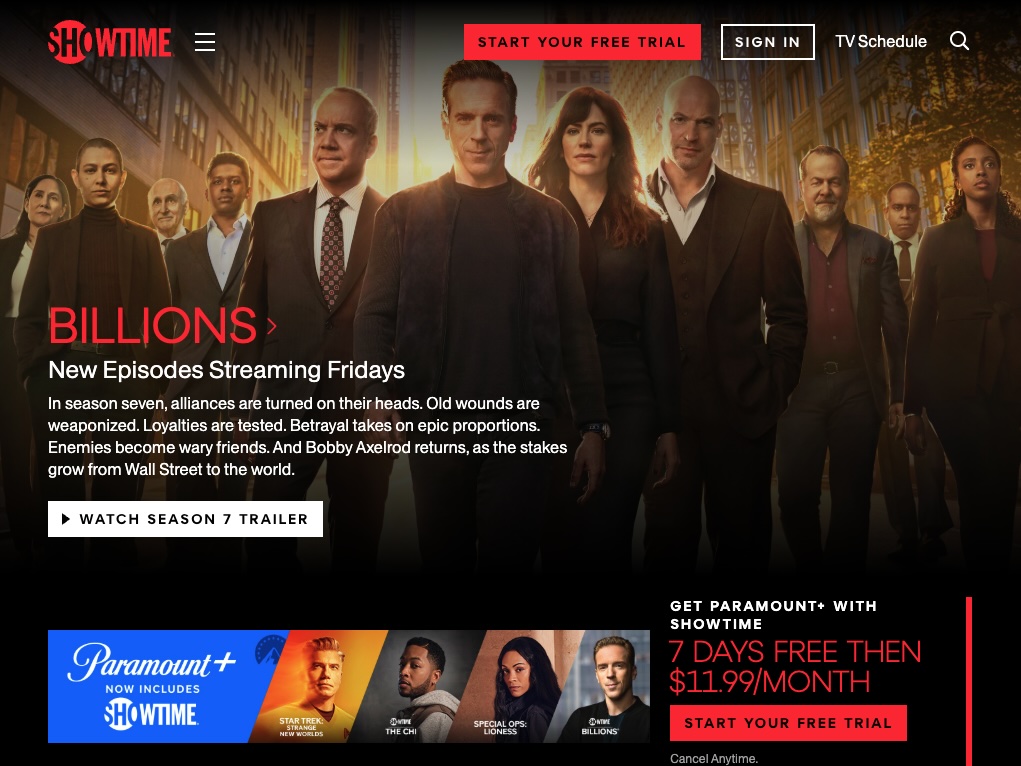 SHOWTIME
START YOUR FREE TRIAL
SIGN IN
TV Schedule
BILLIONS
New Episodes Streaming Fridays
In season seven, alliances are turned on their heads. Old wounds are
weaponized. Loyalties are tested. Betrayal takes on epic proportions.
Enemies become wary friends. And Bobby Axelrod returns, as the stakes
grow from Wall Street to the world.
WATCH SEASON 7 TRAILER
Paramount+
NOW INCLUDES
SHOWTIME
STAR TREK:
STRANGE
NEW WORLDS
SHOWTIME
THE CHI
SPECIAL OPS:
LIONESS
SHOWTIME
BILLIONS
GET PARAMOUNT+ WITH
SHOWTIME
7 DAYS FREE THEN
$11.99/MONTH
START YOUR FREE TRIAL
Cancel Anytime.